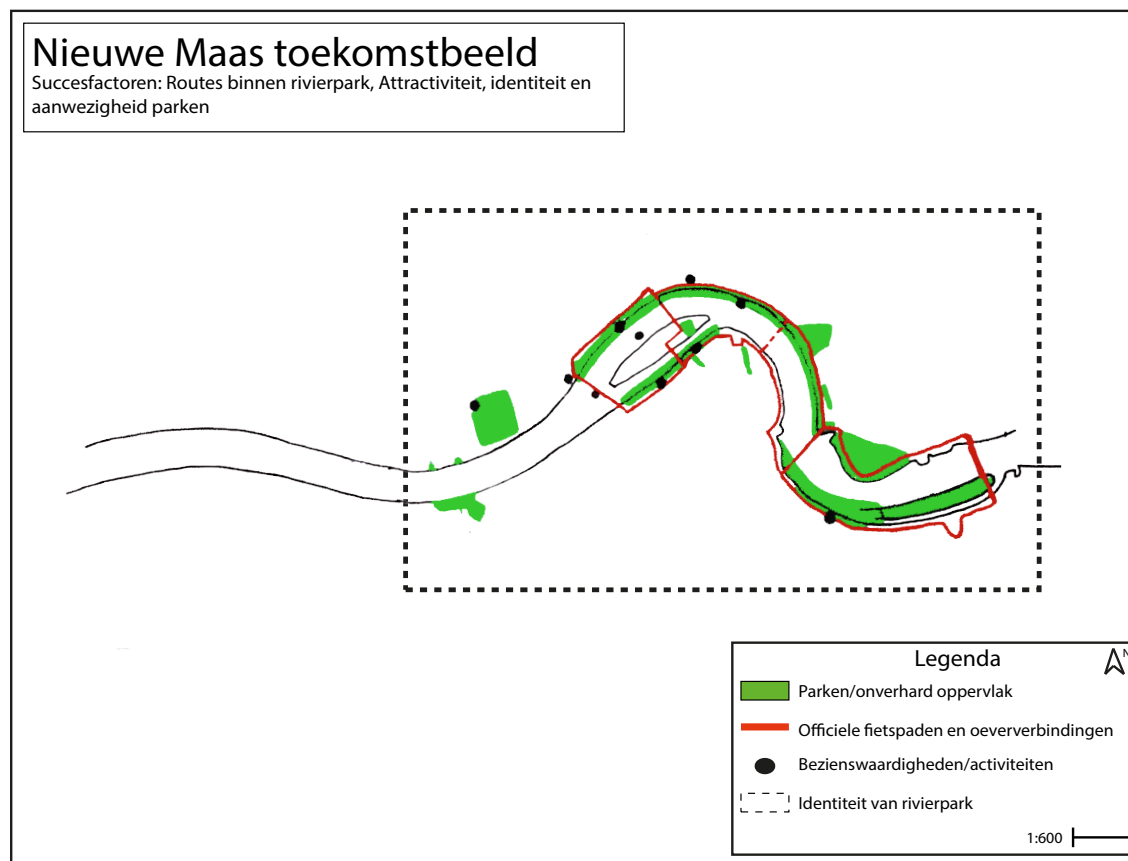 Nieuwe Maas toekomstbeeld
Succesfactoren: Routes binnen rivierpark, Attractiviteit, identiteit en
aanwezigheid parken
Legenda
N
Parken/onverhard oppervlak
Officiele fietspaden en oeververbindingen
Bezienswaardigheden/activiteiten
Identiteit van rivierpark
1:600